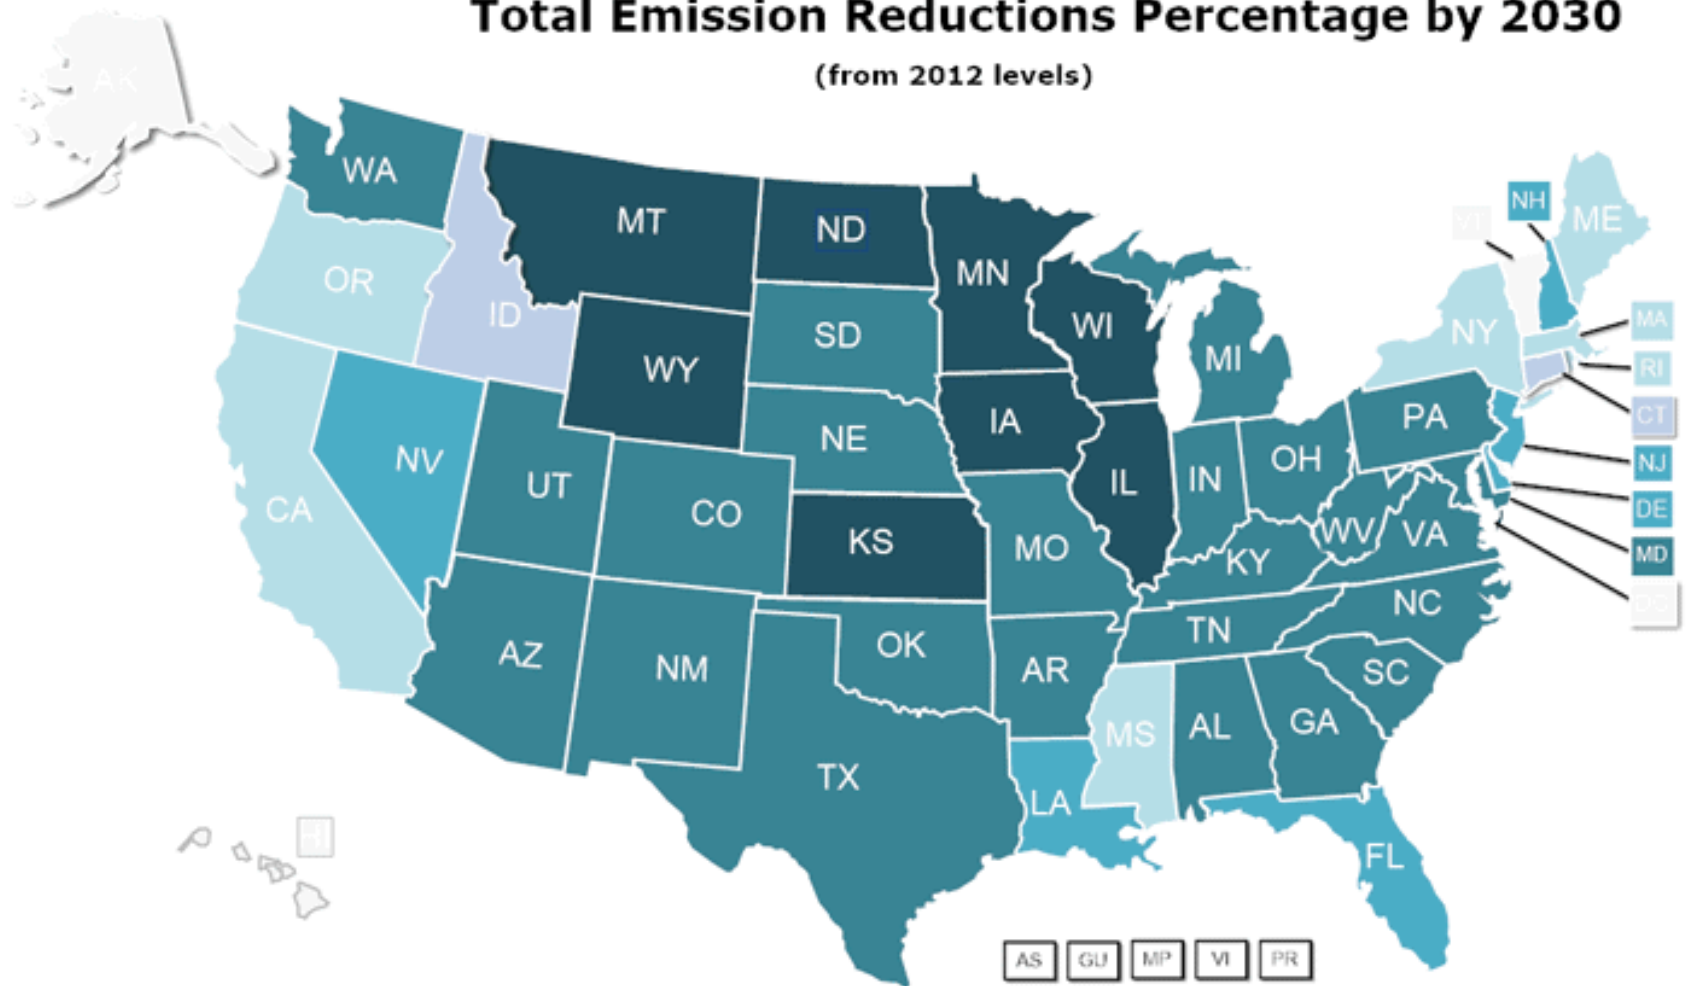 Total Emission Reductions Percentage by 2030
(from 2012 levels)
AK
WA
MT
ND
MN
VT
NH
ME
OR
ID
SD
WI
MI
NY
MA
RI
CT
WY
NE
IA
PA
NJ
NV
UT
CO
KS
MO
IL
IN
OH
WV
VA
DE
MD
DC
CA
KY
NC
AZ
NM
OK
AR
TN
SC
TX
LA
MS
AL
GA
FL
HI
AS
GU
MP
VI
PR